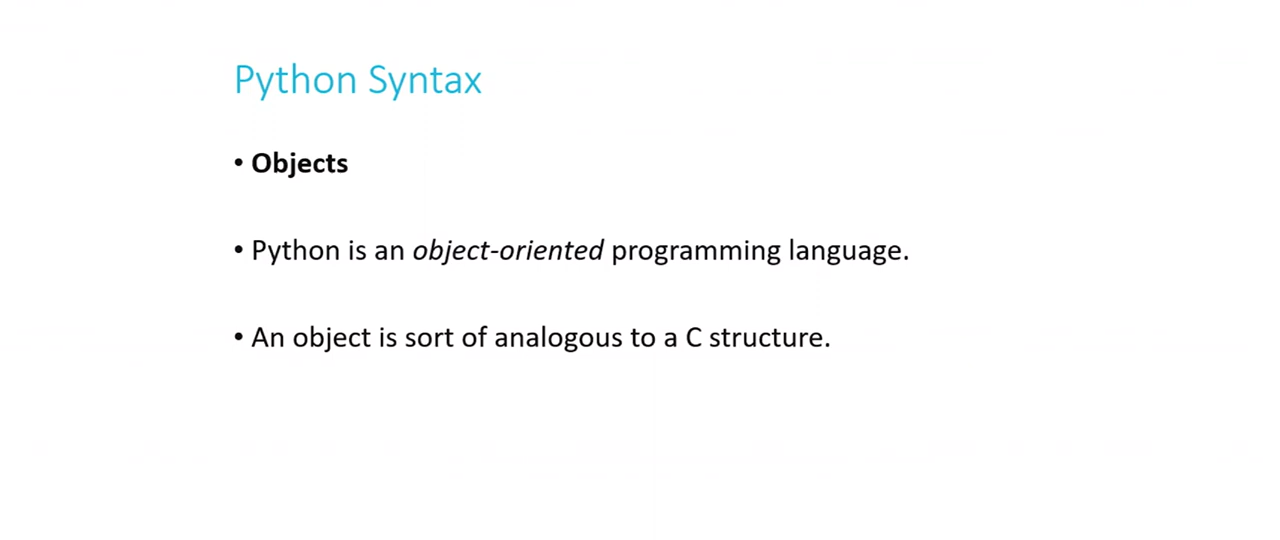 Python Syntax
• Objects
• Python is an object-oriented programming language.
• An object is sort of analogous to a C structure.